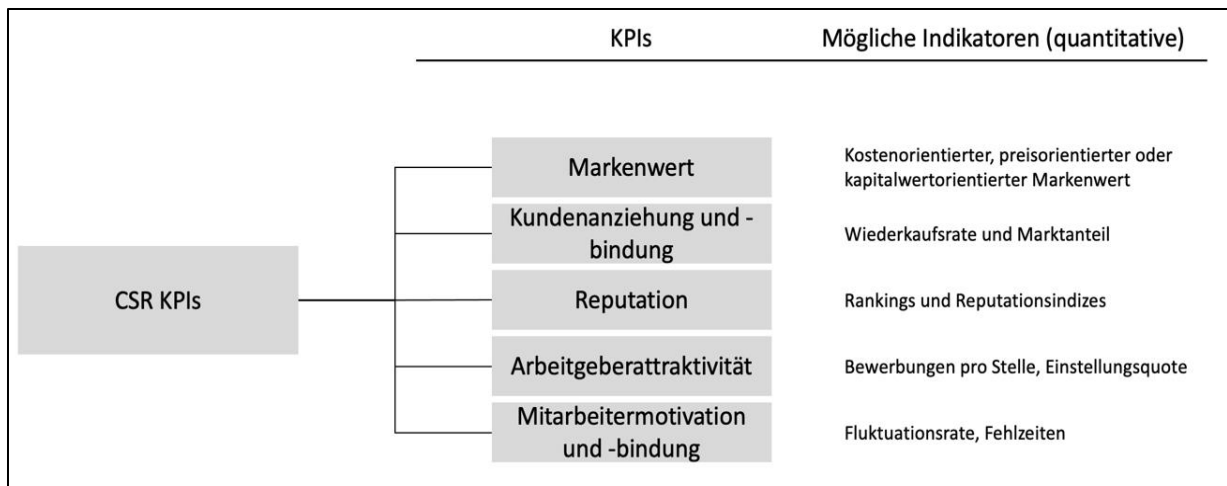 KPIs
Mögliche Indikatoren (quantitative)
CSR KPIs
Markenwert
Kostenorientierter, preisorientierter oder
kapitalwertorientierter Markenwert
Kundenanziehung und -
bindung
Wiederkaufsrate und Marktanteil
Reputation
Rankings und Reputationsindizes
Arbeitgeberattraktivität
Bewerbungen pro Stelle, Einstellungsquote
Mitarbeitermotivation
und -bindung
Fluktuationsrate, Fehlzeiten